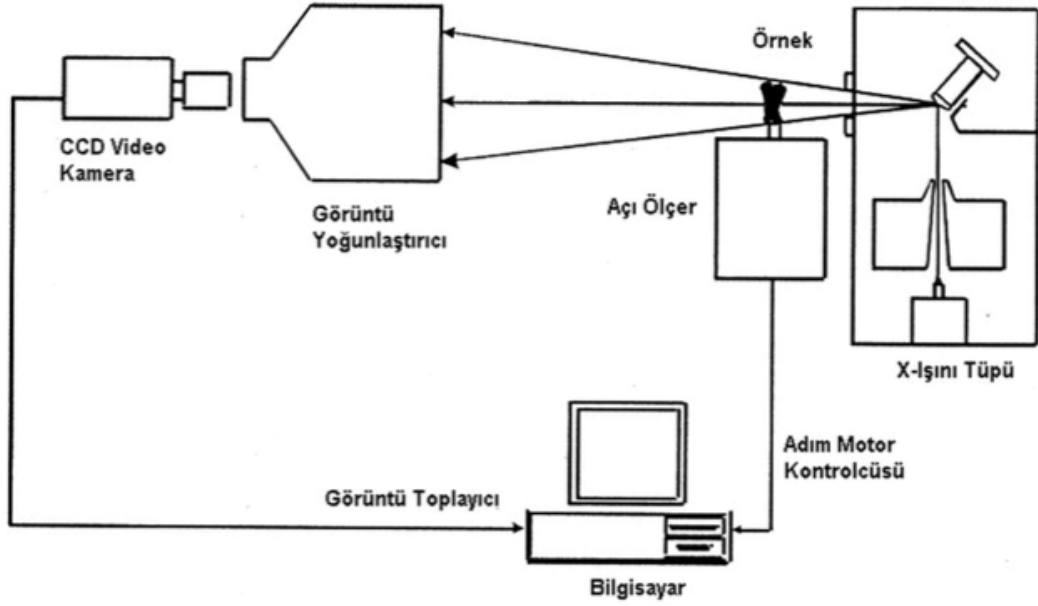 Örnek
CCD Video
Kamera
Görüntü
Yoğunlaştırıcı
Açı Ölçer
X-Işını Tüpü
Adım Motor
Kontrolcüsü
Görüntü Toplayıcı
Bilgisayar